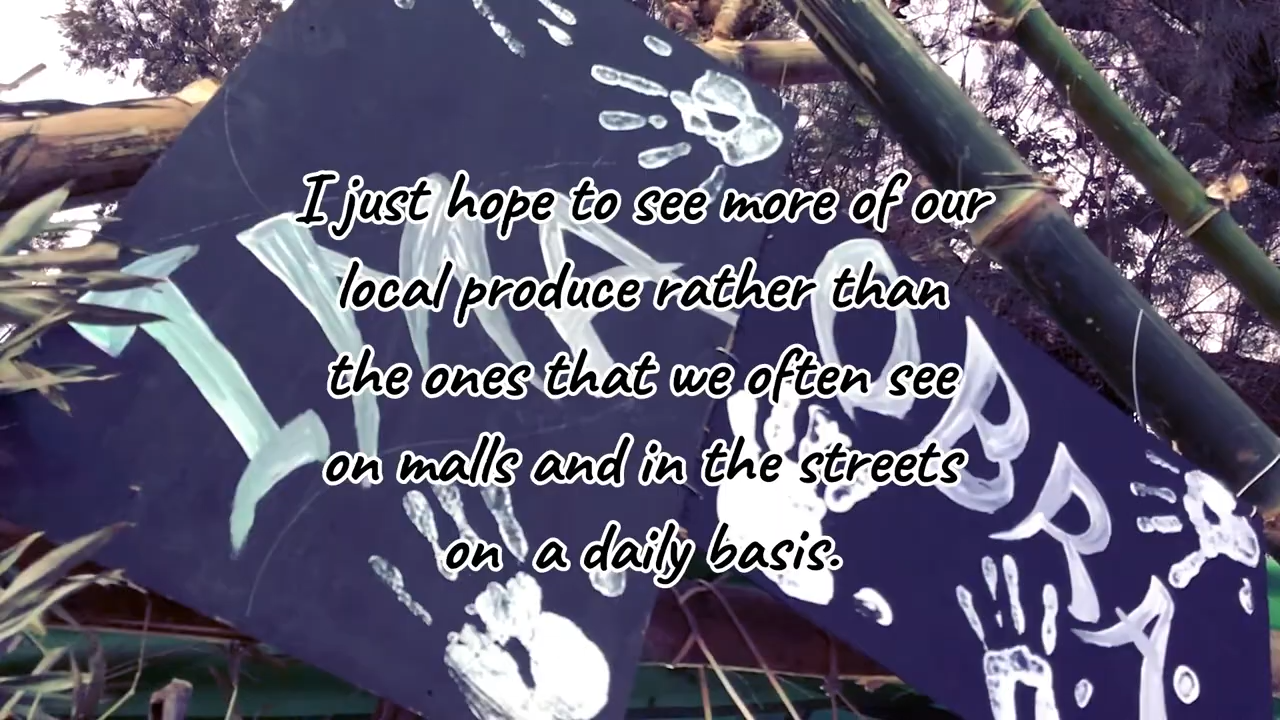 I just hope to see more of our
local produce rather than
the ones that we often see
on malls and in the streets
on a daily basis.
OBRA